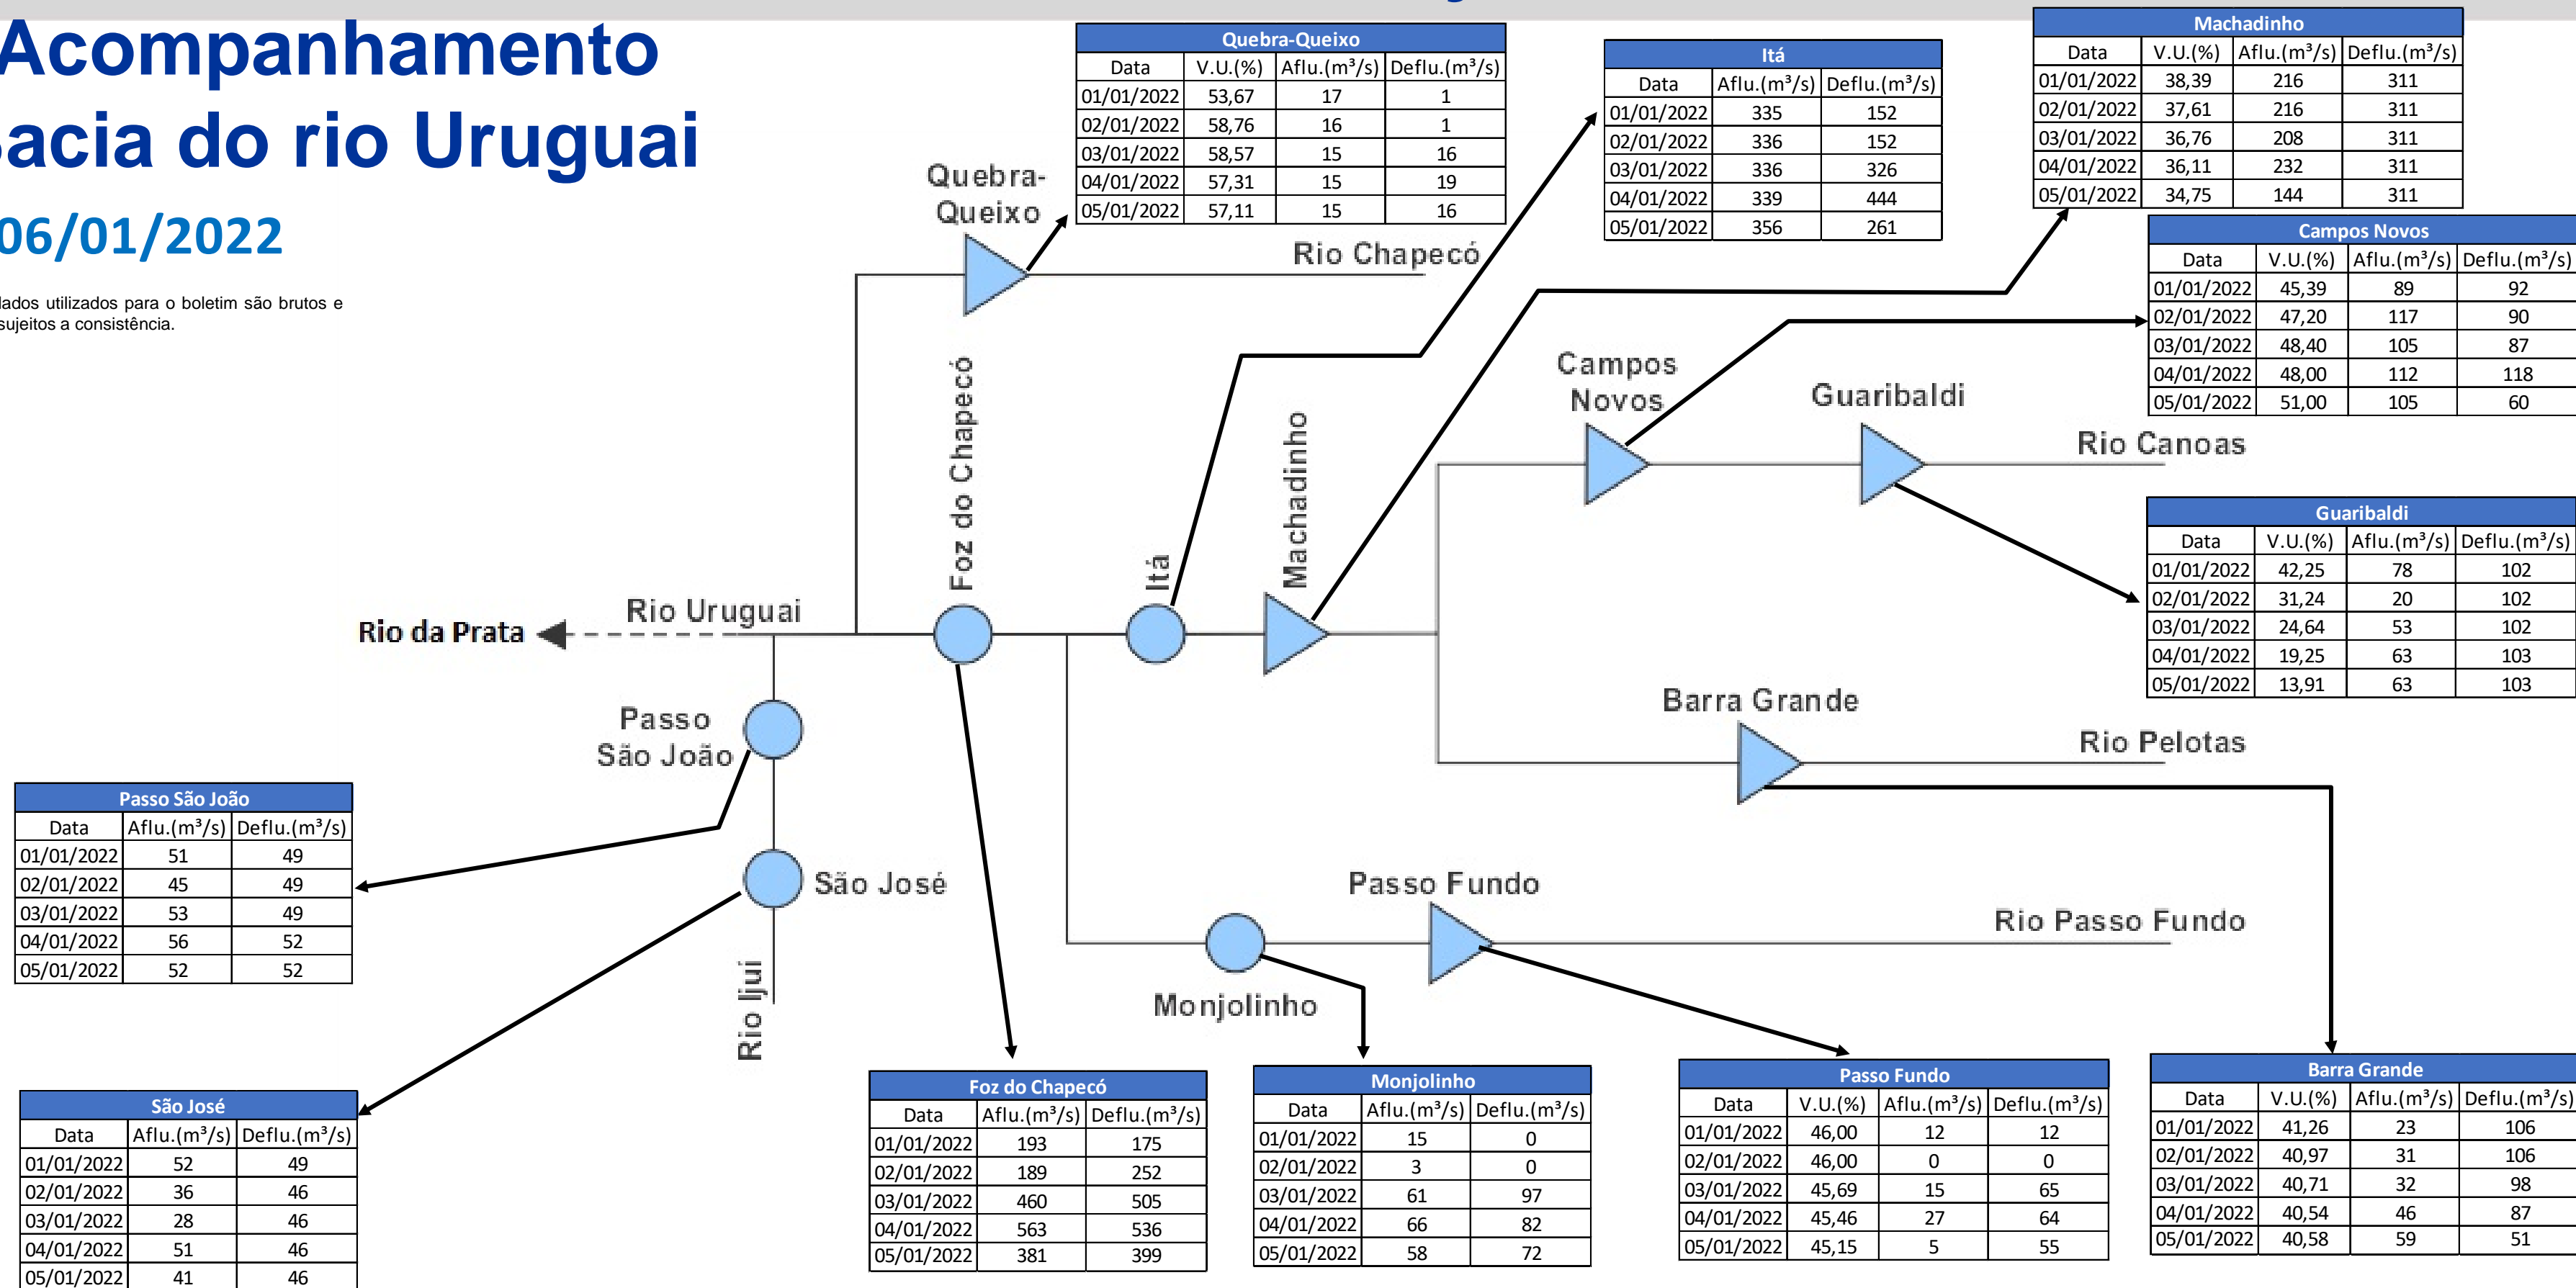 Acompanhamento
acia do rio Uruguai
06/01/2022
dados utilizados para o boletim são brutos e
sujeitos a consistência.
Quebra-Queixo
Data V.U.(%) Aflu.(m³/s) Deflu.(m³/s)
01/01/2022 53,67 17 1
02/01/2022 58,76 16 1
03/01/2022 58,57 15 16
04/01/2022 57,31 15 19
05/01/2022 57,11 15 16
Itá
Data Aflu.(m³/s) Deflu.(m³/s)
01/01/2022 335 152
02/01/2022 336 152
03/01/2022 336 326
04/01/2022 339 444
05/01/2022 356 261
Machadinho
Data V.U.(%) Aflu.(m³/s) Deflu.(m³/s)
01/01/2022 38,39 216 311
02/01/2022 37,61 216 311
03/01/2022 36,76 208 311
04/01/2022 36,11 232 311
05/01/2022 34,75 144 311
Campos Novos
Data V.U.(%) Aflu.(m³/s) Deflu.(m³/s)
01/01/2022 45,39 89 92
02/01/2022 47,20 117 90
03/01/2022 48,40 105 87
04/01/2022 48,00 112 118
05/01/2022 51,00 105 60
Quebra-
Queixo
Rio Chapecó
Foz do Chapecó
Itá
Machadinho
Campos
Novos
Guaribaldi
Rio Canoas
Guaribaldi
Data V.U.(%) Aflu.(m³/s) Deflu.(m³/s)
01/01/2022 42,25 78 102
02/01/2022 31,24 20 102
03/01/2022 24,64 53 102
04/01/2022 19,25 63 103
05/01/2022 13,91 63 103
Rio da Prata
Rio Uruguai
Passo
São João
Barra Grande
Rio Pelotas
Passo São João
Data Aflu.(m³/s) Deflu.(m³/s)
01/01/2022 51 49
02/01/2022 45 49
03/01/2022 53 49
04/01/2022 56 52
05/01/2022 52 52
São José
Rio Ijuí
Passo Fundo
Rio Passo Fundo
Monjolinho
São José
Data Aflu.(m³/s) Deflu.(m³/s)
01/01/2022 52 49
02/01/2022 36 46
03/01/2022 28 46
04/01/2022 51 46
05/01/2022 41 46
Foz do Chapecó
Data Aflu.(m³/s) Deflu.(m³/s)
01/01/2022 193 175
02/01/2022 189 252
03/01/2022 460 505
04/01/2022 563 536
05/01/2022 381 399
Monjolinho
Data Aflu.(m³/s) Deflu.(m³/s)
01/01/2022 15 0
02/01/2022 3 0
03/01/2022 61 97
04/01/2022 66 82
05/01/2022 58 72
Passo Fundo
Data V.U.(%) Aflu.(m³/s) Deflu.(m³/s)
01/01/2022 46,00 12 12
02/01/2022 46,00 0 0
03/01/2022 45,69 15 65
04/01/2022 45,46 27 64
05/01/2022 45,15 5 55
Barra Grande
Data V.U.(%) Aflu.(m³/s) Deflu.(m³/s)
01/01/2022 41,26 23 106
02/01/2022 40,97 31 106
03/01/2022 40,71 32 98
04/01/2022 40,54 46 87
05/01/2022 40,58 59 51